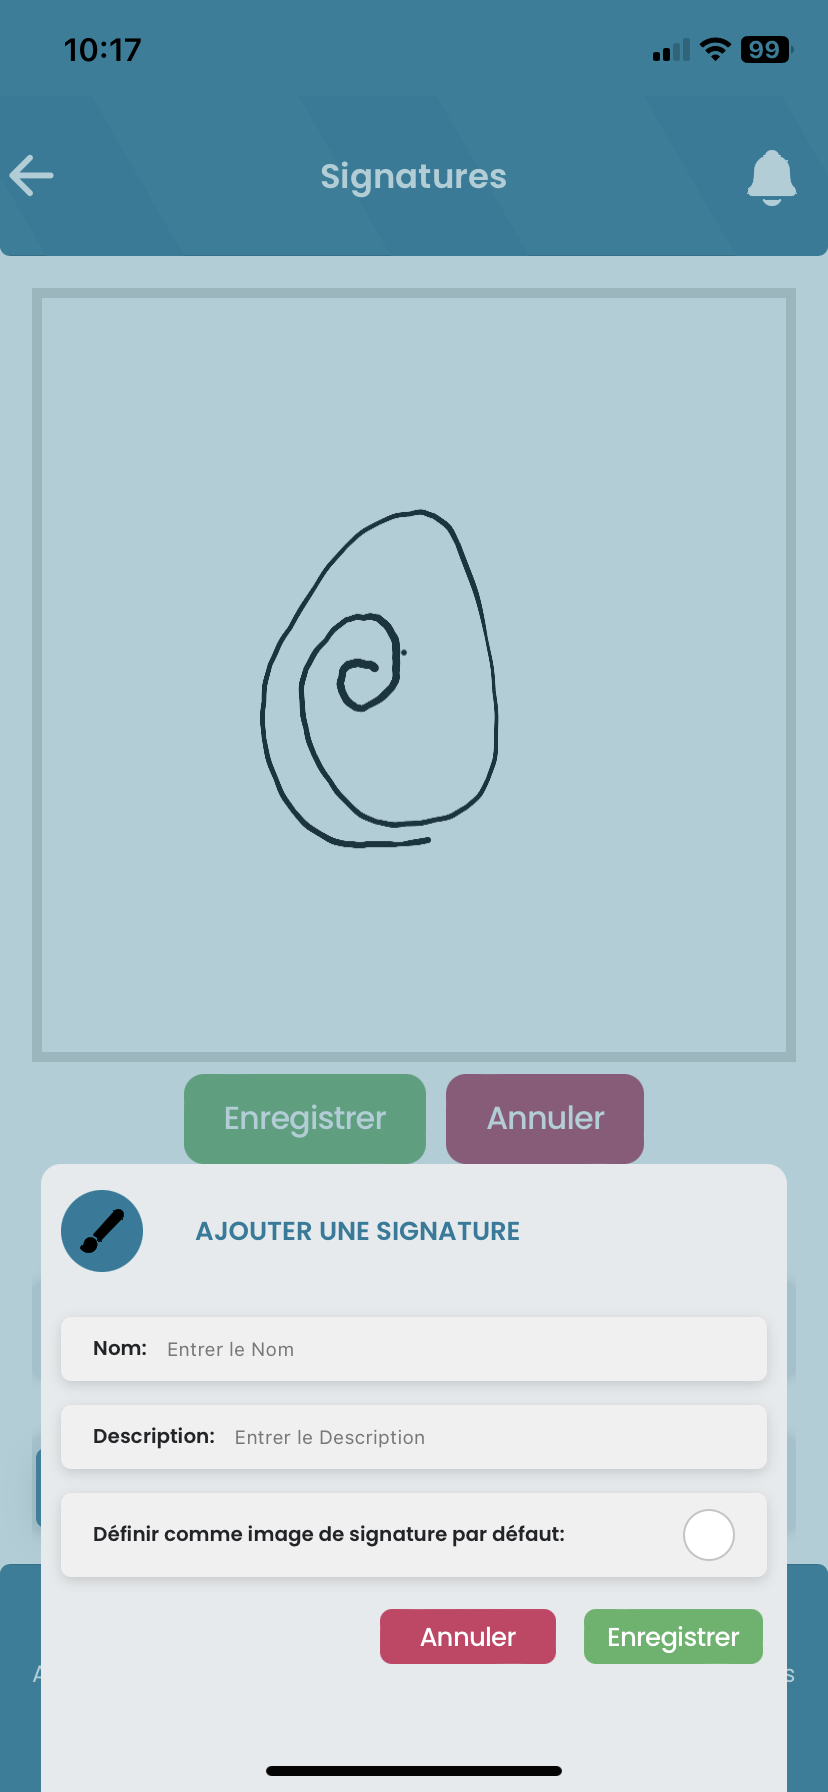 10:17
99
Signatures
Enregistrer
Annuler
AJOUTER UNE SIGNATURE
Nom: Entrer le Nom
Description: Entrer le Description
Définir comme image de signature par défaut:
Annuler
Enregistrer